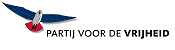 PARTIJ VOOR DE VRIJHEID